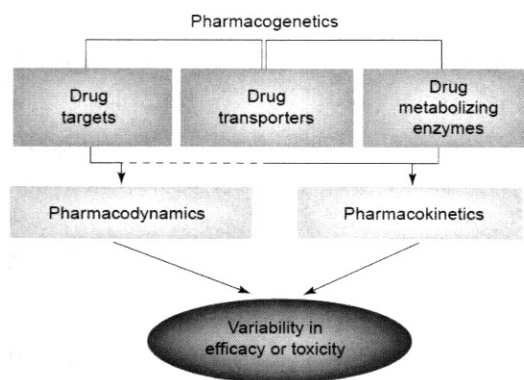 Pharmacogenetics
Drug
targets
Drug
transporters
Drug
metabolizing
enzymes
Pharmacodynamics
Pharmacokinetics
Variability in
efficacy or toxicity